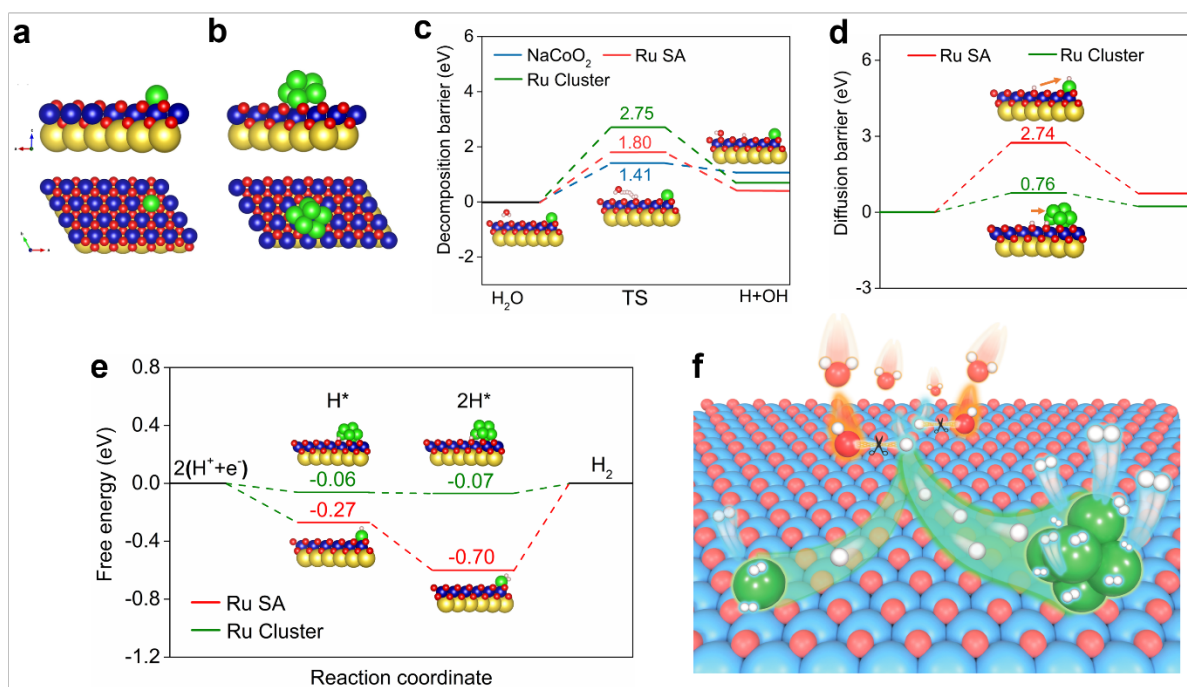 a
b
c
Decomposition barrier (eV)
6
4
2
0
-2
NaCoO₂
Ru SA
Ru Cluster
2.75
1.80
1.41
H₂O
TS
H+OH
d
Diffusion barrier (eV)
6
3
0
-3
Ru SA
Ru Cluster
2.74
0.76
e
Free energy (eV)
0.8
0.4
0.0
-0.4
-0.8
-1.2
H*
2H*
2(H⁺+e⁻)
H₂
-0.06
-0.07
-0.27
-0.70
Ru SA
Ru Cluster
Reaction coordinate
f